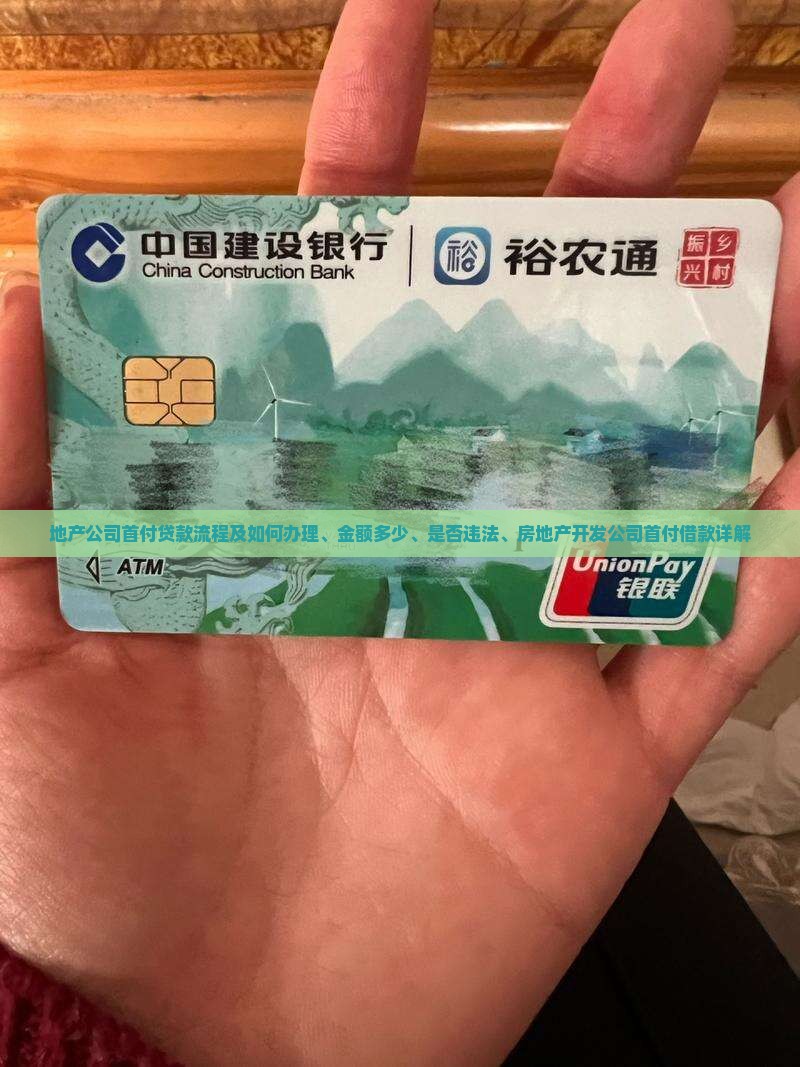 中国建设银行
China Construction Bank
裕
裕农通
振乡
兴村
地产公司首付贷款流程及如何办理、金额多少、是否违法、房地产开发公司首付借款详解
ATM
UnionPay
银联